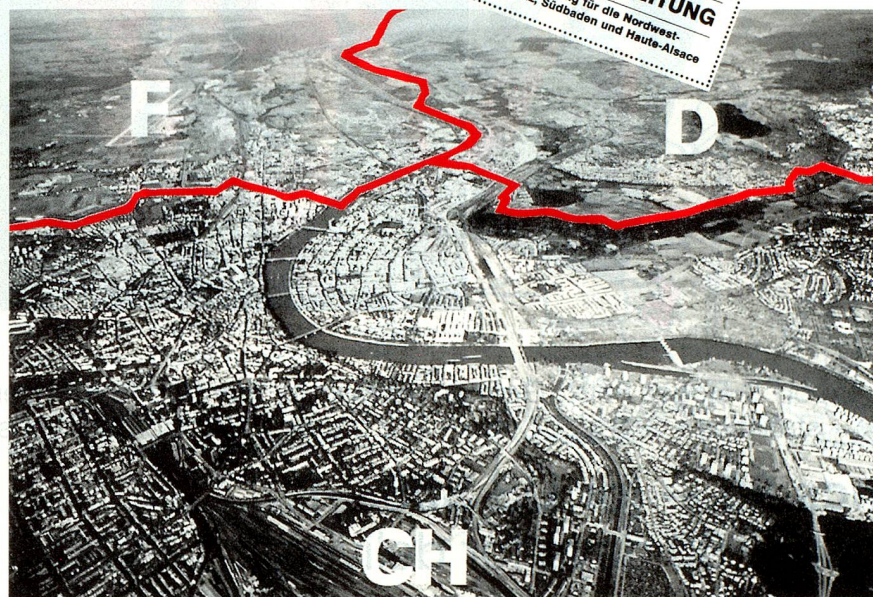 ITUNG
für die Nordwest-
Südbaden und Haute-Alsace
F
D
CH